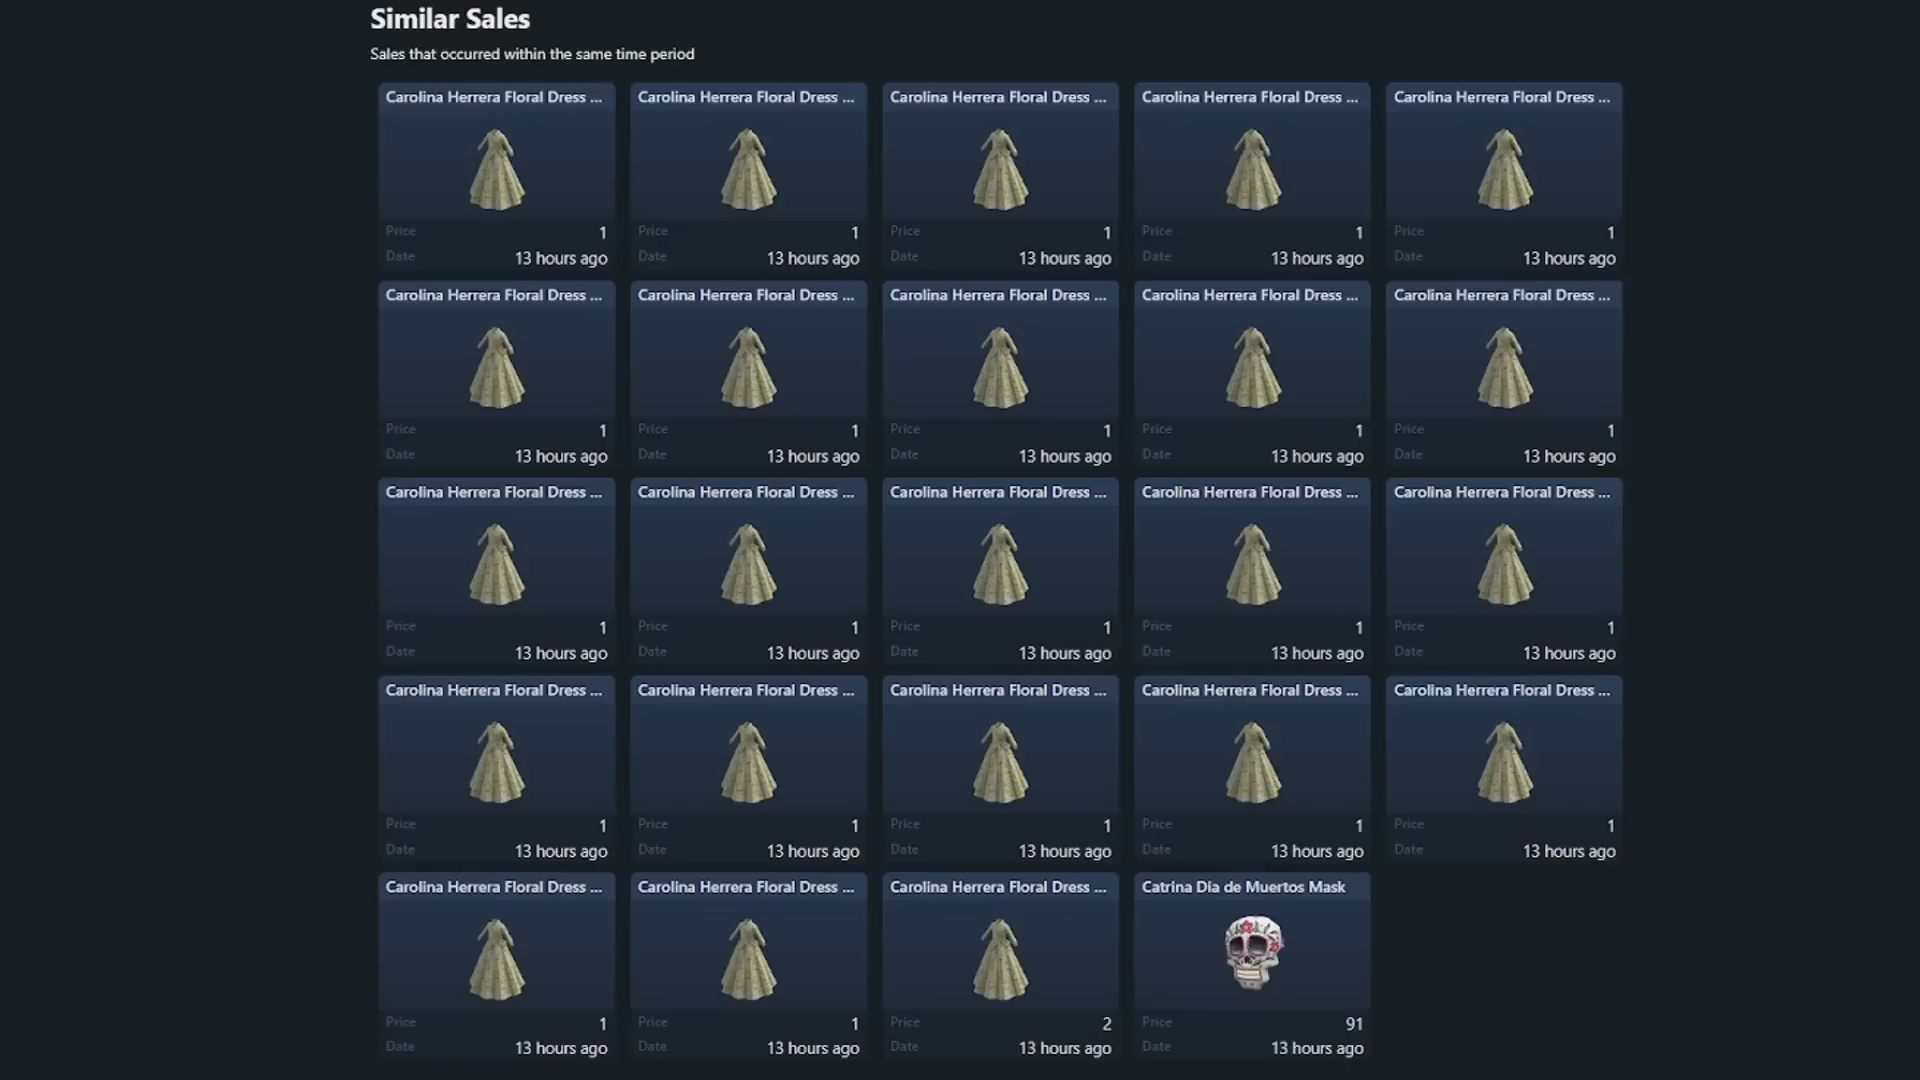 Similar Sales
Sales that occurred within the same time period
Carolina Herrera Floral Dress ... Carolina Herrera Floral Dress ... Carolina Herrera Floral Dress ... Carolina Herrera Floral Dress ... Carolina Herrera Floral Dress ...
Price 1 Price 1 Price 1 Price 1 Price 1
Date 13 hours ago Date 13 hours ago Date 13 hours ago Date 13 hours ago Date 13 hours ago
Carolina Herrera Floral Dress ... Carolina Herrera Floral Dress ... Carolina Herrera Floral Dress ... Carolina Herrera Floral Dress ... Carolina Herrera Floral Dress ...
Price 1 Price 1 Price 1 Price 1 Price 1
Date 13 hours ago Date 13 hours ago Date 13 hours ago Date 13 hours ago Date 13 hours ago
Carolina Herrera Floral Dress ... Carolina Herrera Floral Dress ... Carolina Herrera Floral Dress ... Carolina Herrera Floral Dress ... Carolina Herrera Floral Dress ...
Price 1 Price 1 Price 1 Price 1 Price 1
Date 13 hours ago Date 13 hours ago Date 13 hours ago Date 13 hours ago Date 13 hours ago
Carolina Herrera Floral Dress ... Carolina Herrera Floral Dress ... Carolina Herrera Floral Dress ... Carolina Herrera Floral Dress ... Carolina Herrera Floral Dress ...
Price 1 Price 1 Price 1 Price 1 Price 1
Date 13 hours ago Date 13 hours ago Date 13 hours ago Date 13 hours ago Date 13 hours ago
Carolina Herrera Floral Dress ... Carolina Herrera Floral Dress ... Carolina Herrera Floral Dress ... Catrina Dia de Muertos Mask
Price 1 Price 1 Price 2 Price 91
Date 13 hours ago Date 13 hours ago Date 13 hours ago Date 13 hours ago